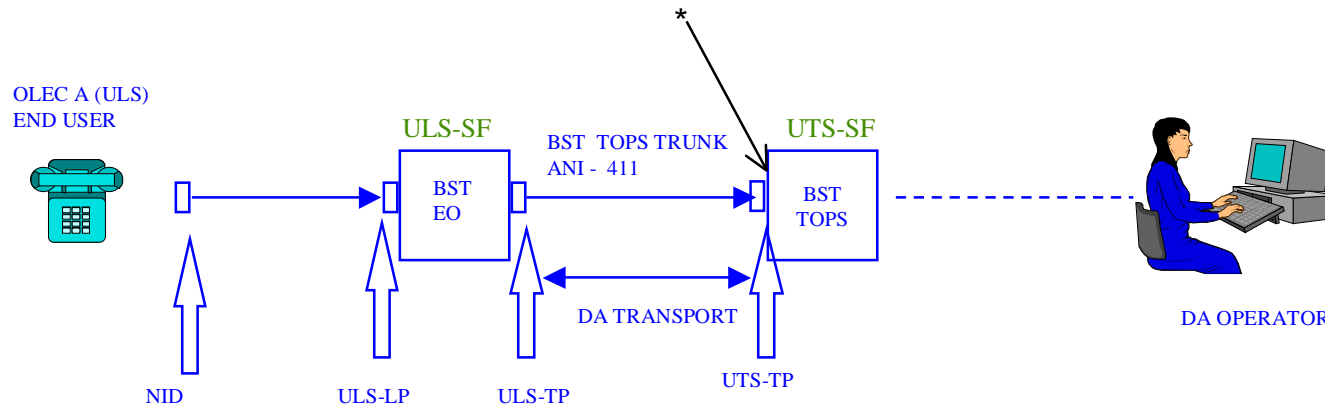 *
OLEC A (ULS)
END USER
ULS-SF
BST TOPS TRUNK
ANI - 411
UTS-SF
BST
EO
BST
TOPS
DA TRANSPORT
DA OPERATOR
NID
ULS-LP
ULS-TP
UTS-TP